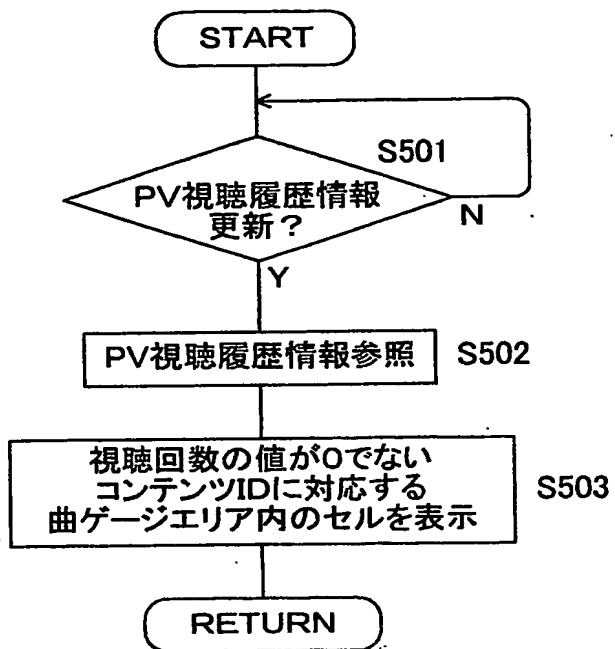 START
S501
PV視聴履歴情報
更新？
N
Y
PV視聴履歴情報参照
S502
視聴回数の値が0でない
コンテンツIDに対応する
曲ゲージエリア内のセルを表示
S503
RETURN